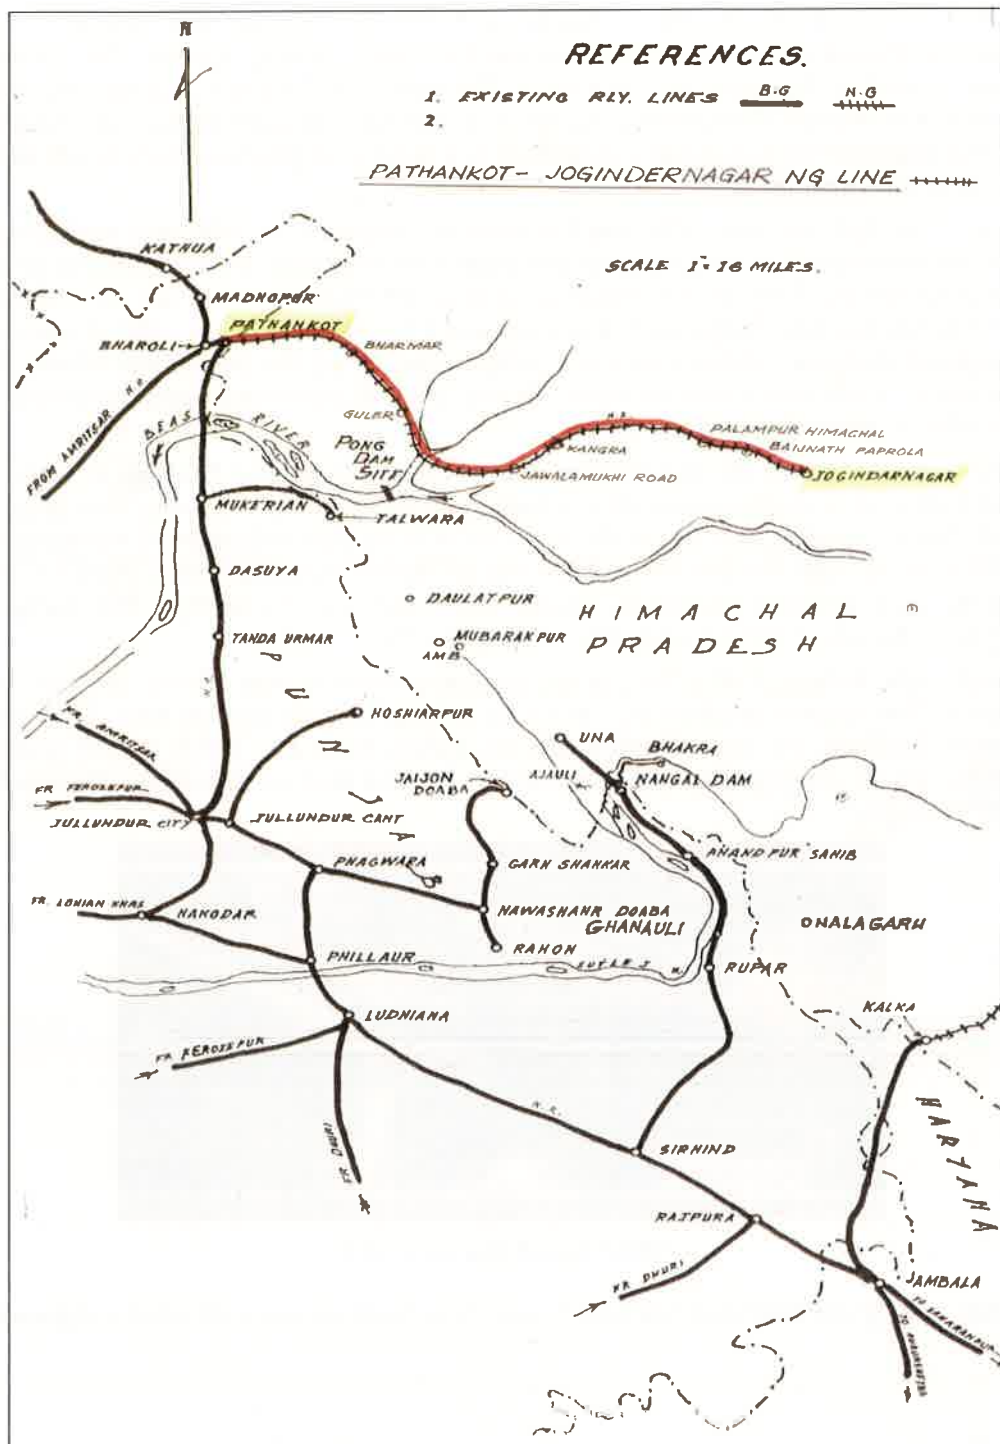 N
REFERENCES.
1. EXISTING RLY. LINES B.G N.G
2.
PATHANKOT- JOGINDERNAGAR NG LINE
SCALE 1"= 16 MILES.
KATHUA
MADHOPUR
PATHANKOT
BHAROLI
BHARMAR
FROM AMRITSAR
N.R
GULER
BEAS RIVER
PONG
DAM
SITE
KANGRA
N.R
PALAMPUR HIMACHAL
BAIJNATH PAPROLA
JAWALAMUKHI ROAD
JOGINDARNAGAR
MUKERIAN
TALWARA
DASUYA
DAULATPUR
HIMACHAL
PRADESH
TANDA URMAR
MUBARAKPUR
AMB
N.R
HOSHIARPUR
FR. AMRITSAR
UNA
BHAKRA
AJAULI
NANGAL DAM
JAIJON
DOABA
FR FEROZEPUR
JULLUNDUR CITY
JULLUNDUR CANT
ANANDPUR SAHIB
PHAGWARA
GARH SHANKAR
FR. LOHIAN KHAS
NAKODAR
NAWASHAHR DOABA
GHANAULI
ONALAGARH
RAHON
PHILLAUR
SUTLEJ R.
RUPAR
LUDHIANA
KALKA
FR FEROZEPUR
N.R.
FR DHURI
SIRHIND
HARYANA
RAJPURA
FR DHURI
AMBALA
TO SAHARANPUR